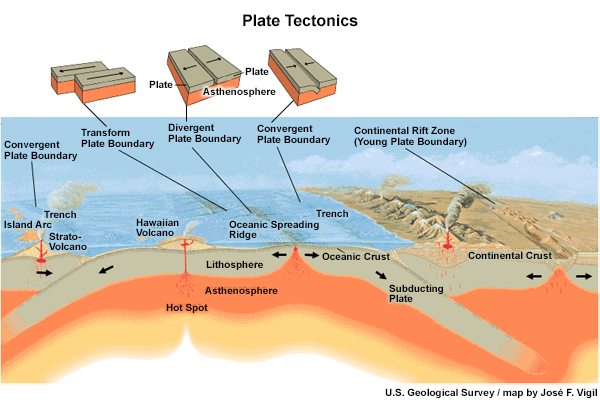 Plate Tectonics
Plate
Plate
Asthenosphere
Convergent
Plate Boundary
Transform
Plate Boundary
Divergent
Plate Boundary
Convergent
Plate Boundary
Continental Rift Zone
(Young Plate Boundary)
Trench
Island Arc
Strato-
Volcano
Hawaiian
Volcano
Oceanic Spreading
Ridge
Trench
Lithosphere
Oceanic Crust
Continental Crust
Asthenosphere
Subducting
Plate
Hot Spot
U.S. Geological Survey / map by José F. Vigil